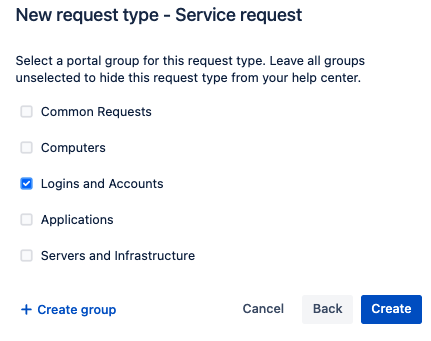 New request type - Service request
Select a portal group for this request type. Leave all groups
unselected to hide this request type from your help center.
Common Requests
Computers
Logins and Accounts
Applications
Servers and Infrastructure
+ Create group Cancel Back Create